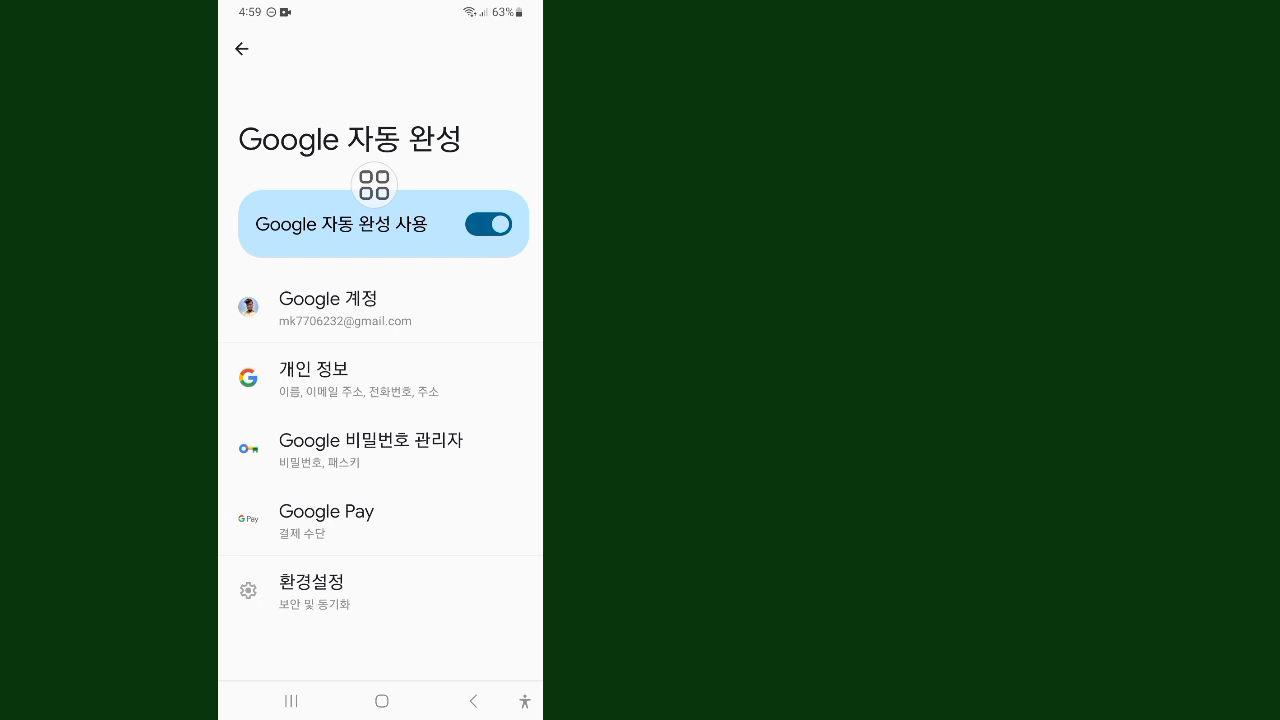 4:59
63%
Google 자동 완성
Google 자동 완성 사용
Google 계정
mk7706232@gmail.com
개인 정보
이름, 이메일 주소, 전화번호, 주소
Google 비밀번호 관리자
비밀번호, 패스키
G Pay
Google Pay
결제 수단
환경설정
보안 및 동기화